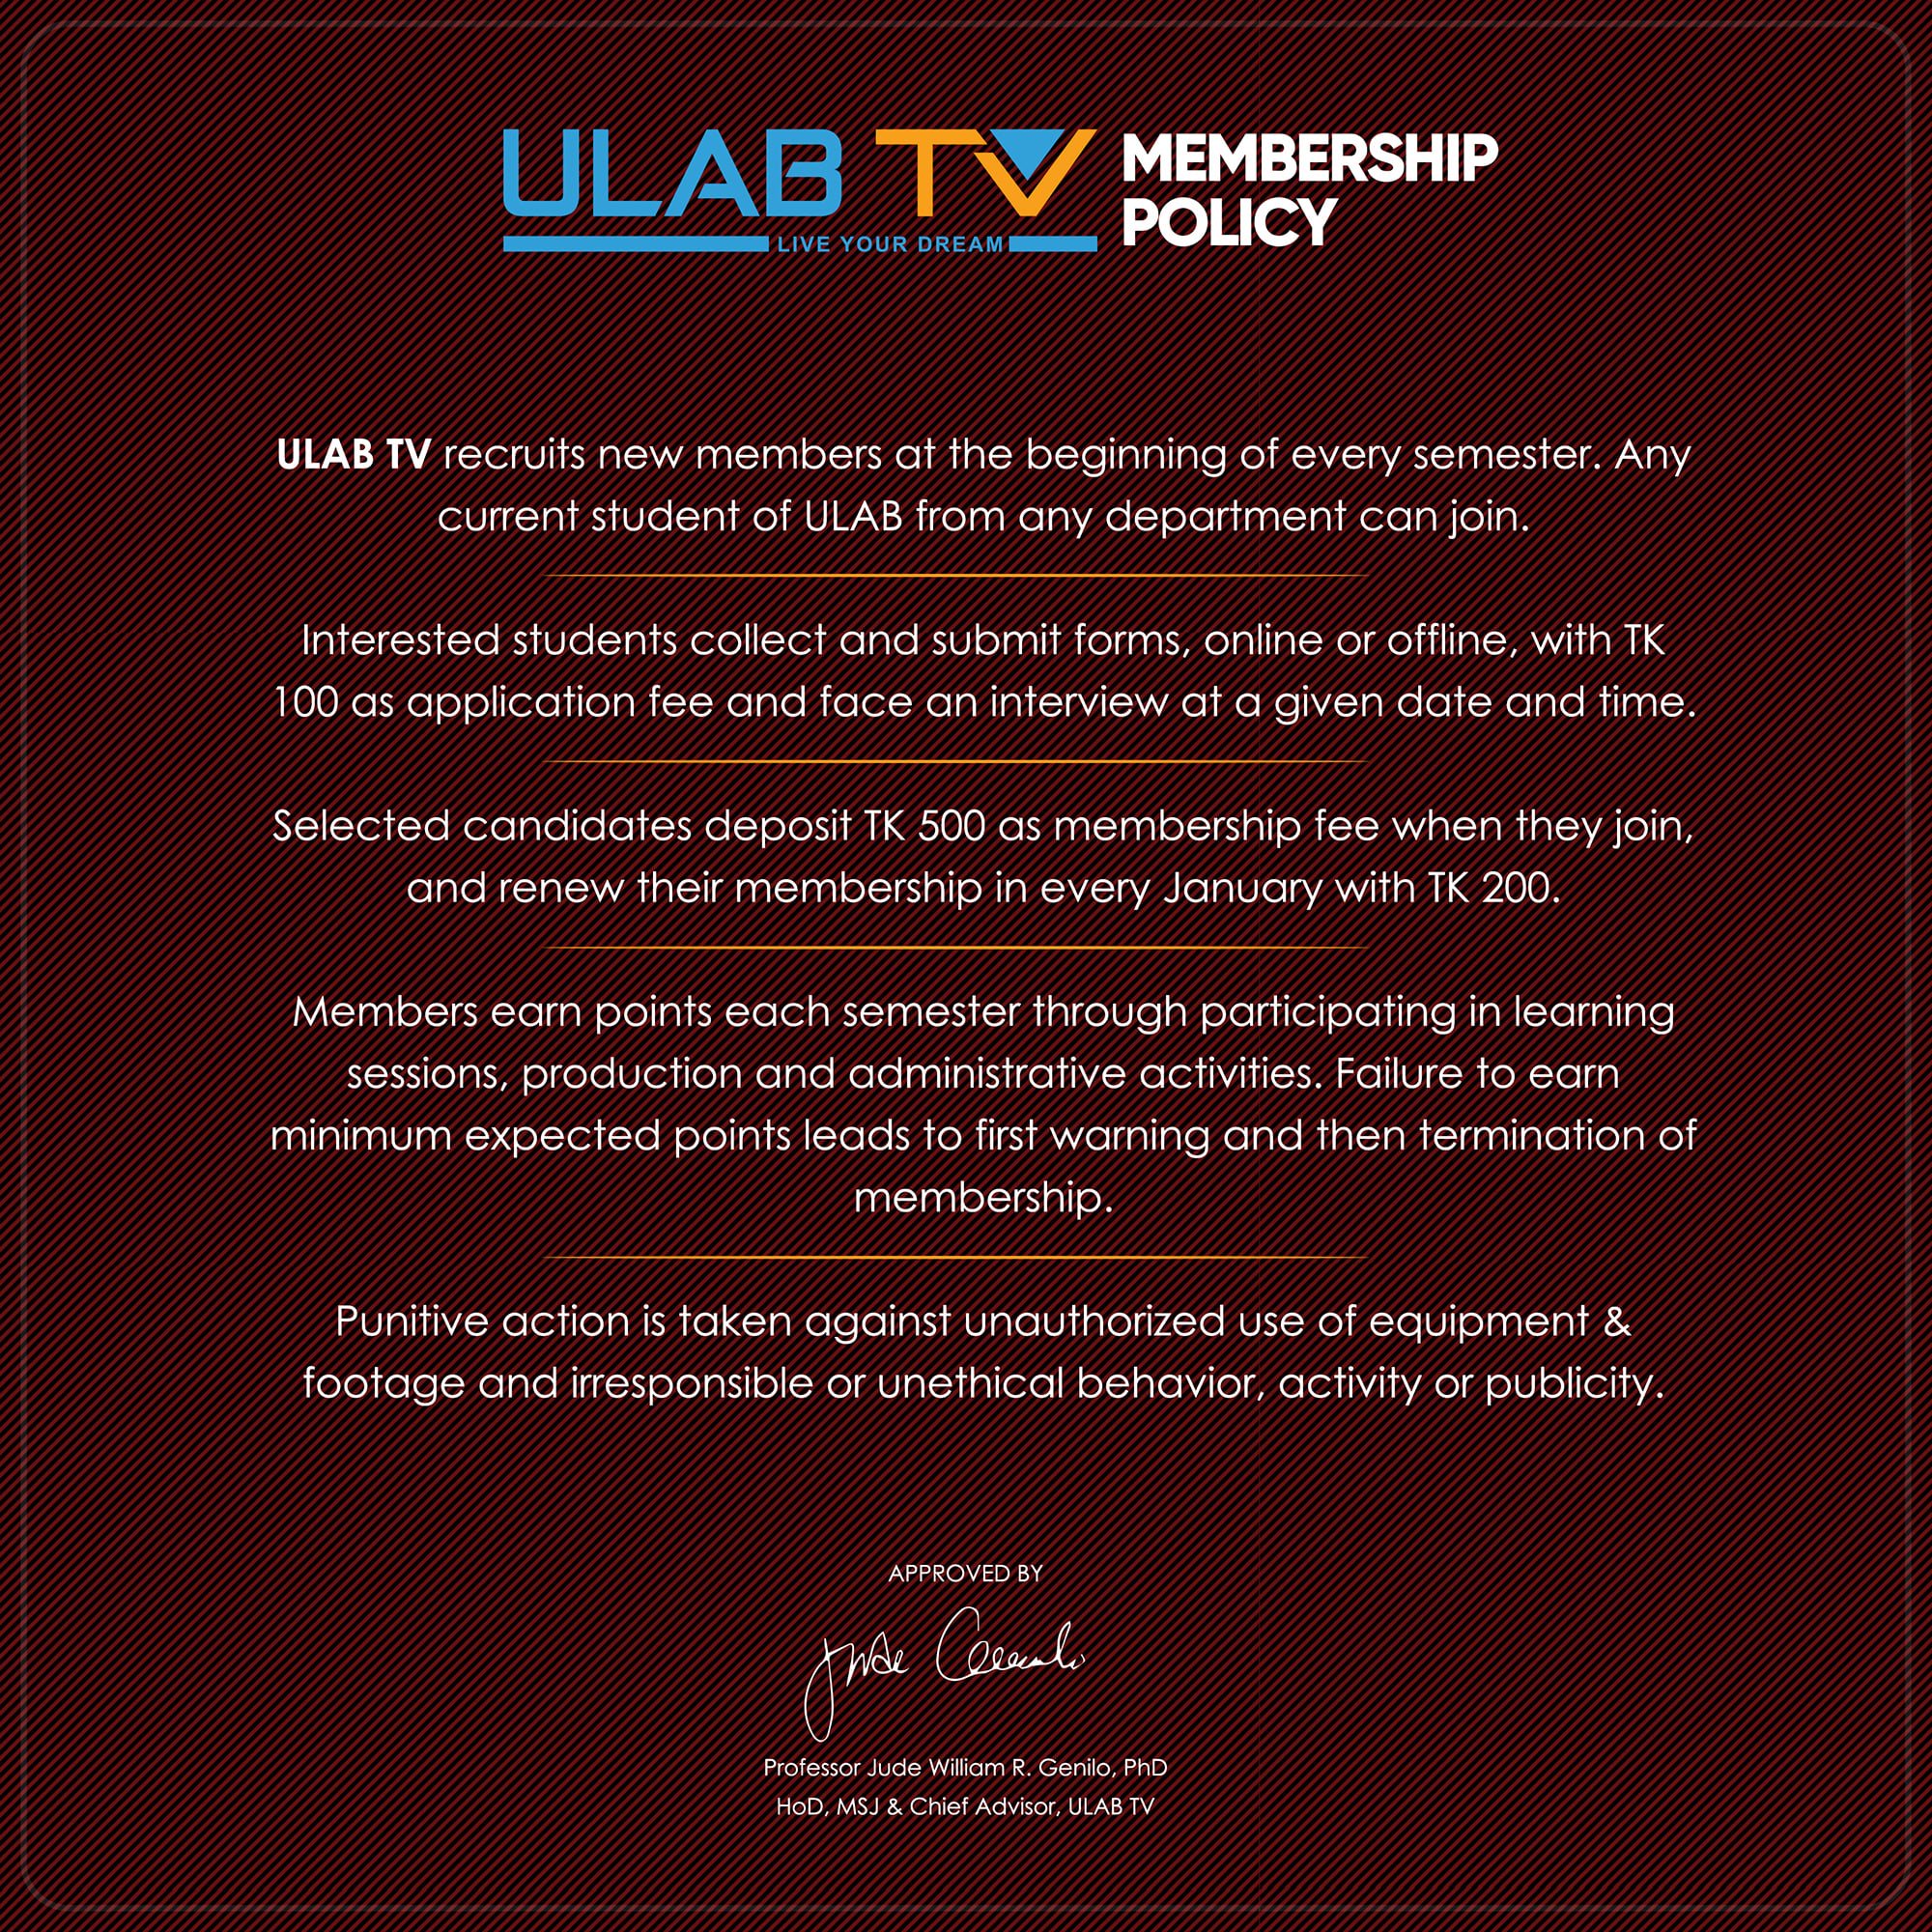 ULAB TV MEMBERSHIP
POLICY
LIVE YOUR DREAM
ULAB TV recruits new members at the beginning of every semester. Any
current student of ULAB from any department can join.
Interested students collect and submit forms, online or offline, with TK
100 as application fee and face an interview at a given date and time.
Selected candidates deposit TK 500 as membership fee when they join,
and renew their membership in every January with TK 200.
Members earn points each semester through participating in learning
sessions, production and administrative activities. Failure to earn
minimum expected points leads to first warning and then termination of
membership.
Punitive action is taken against unauthorized use of equipment &
footage and irresponsible or unethical behavior, activity or publicity.
APPROVED BY
Jude Genilo
Professor Jude William R. Genilo, PhD
HoD, MSJ & Chief Advisor, ULAB TV